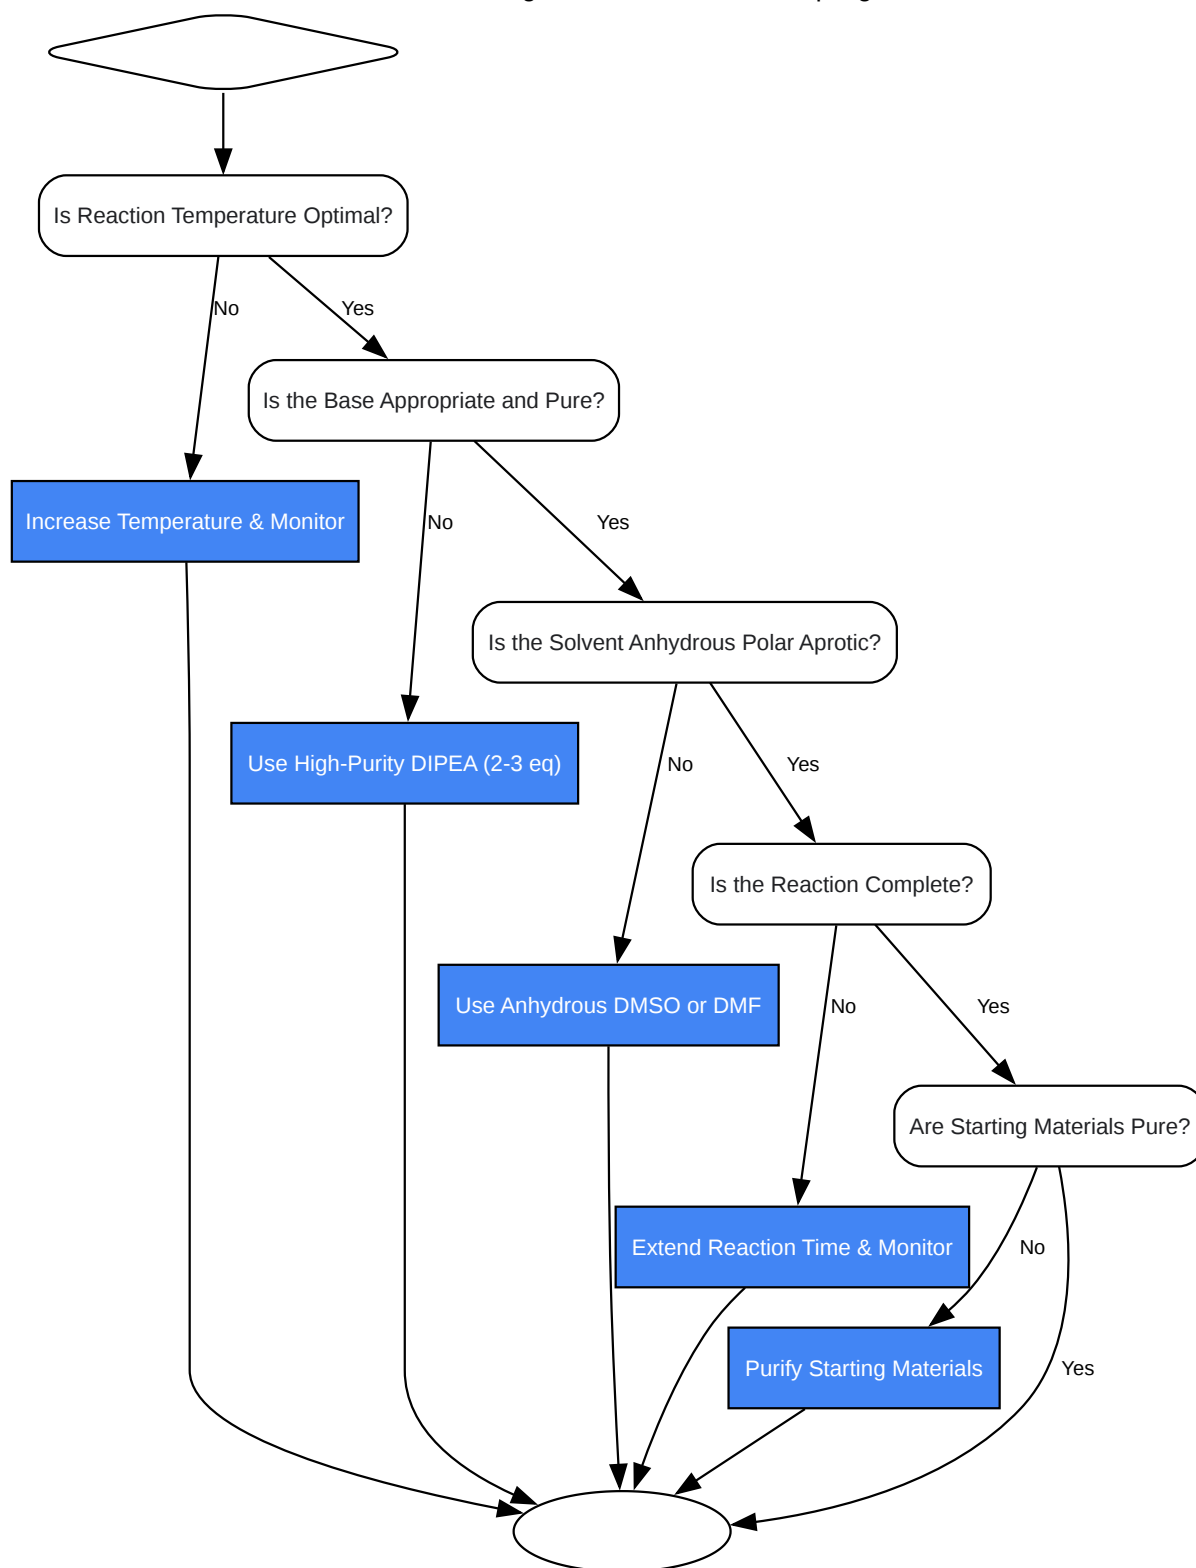 Is Reaction Temperature Optimal?
No
Yes
Is the Base Appropriate and Pure?
Increase Temperature & Monitor
No
Yes
Is the Solvent Anhydrous Polar Aprotic?
Use High-Purity DIPEA (2-3 eq)
No
Yes
Is the Reaction Complete?
Use Anhydrous DMSO or DMF
No
Yes
Are Starting Materials Pure?
Extend Reaction Time & Monitor
No
Purify Starting Materials
Yes